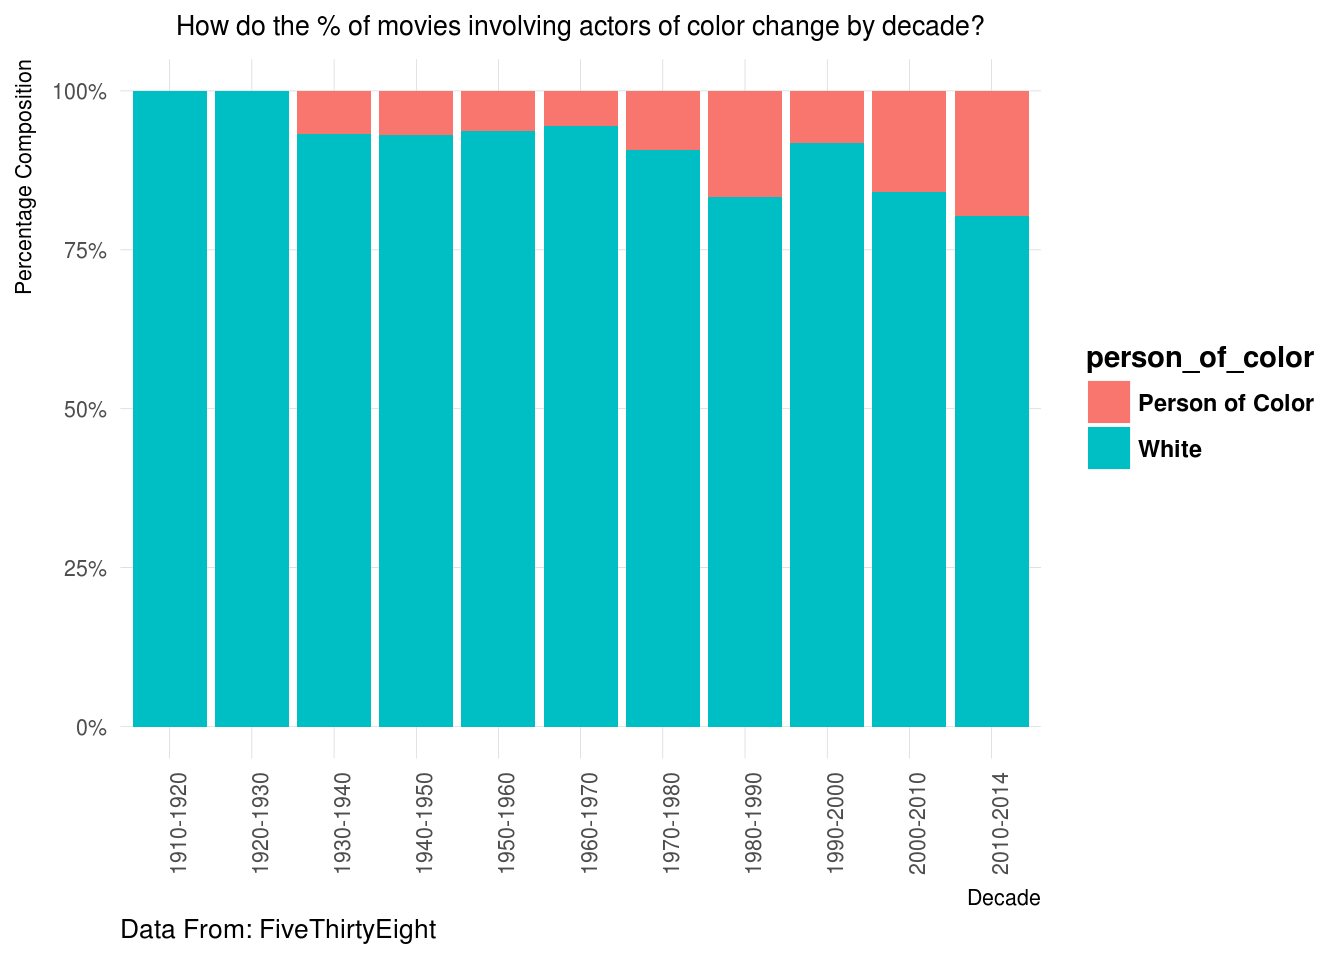 How do the % of movies involving actors of color change by decade?
Percentage Composition
100%
75%
50%
25%
0%
person_of_color
Person of Color
White
1910-1920
1920-1930
1930-1940
1940-1950
1950-1960
1960-1970
1970-1980
1980-1990
1990-2000
2000-2010
2010-2014
Decade
Data From: FiveThirtyEight